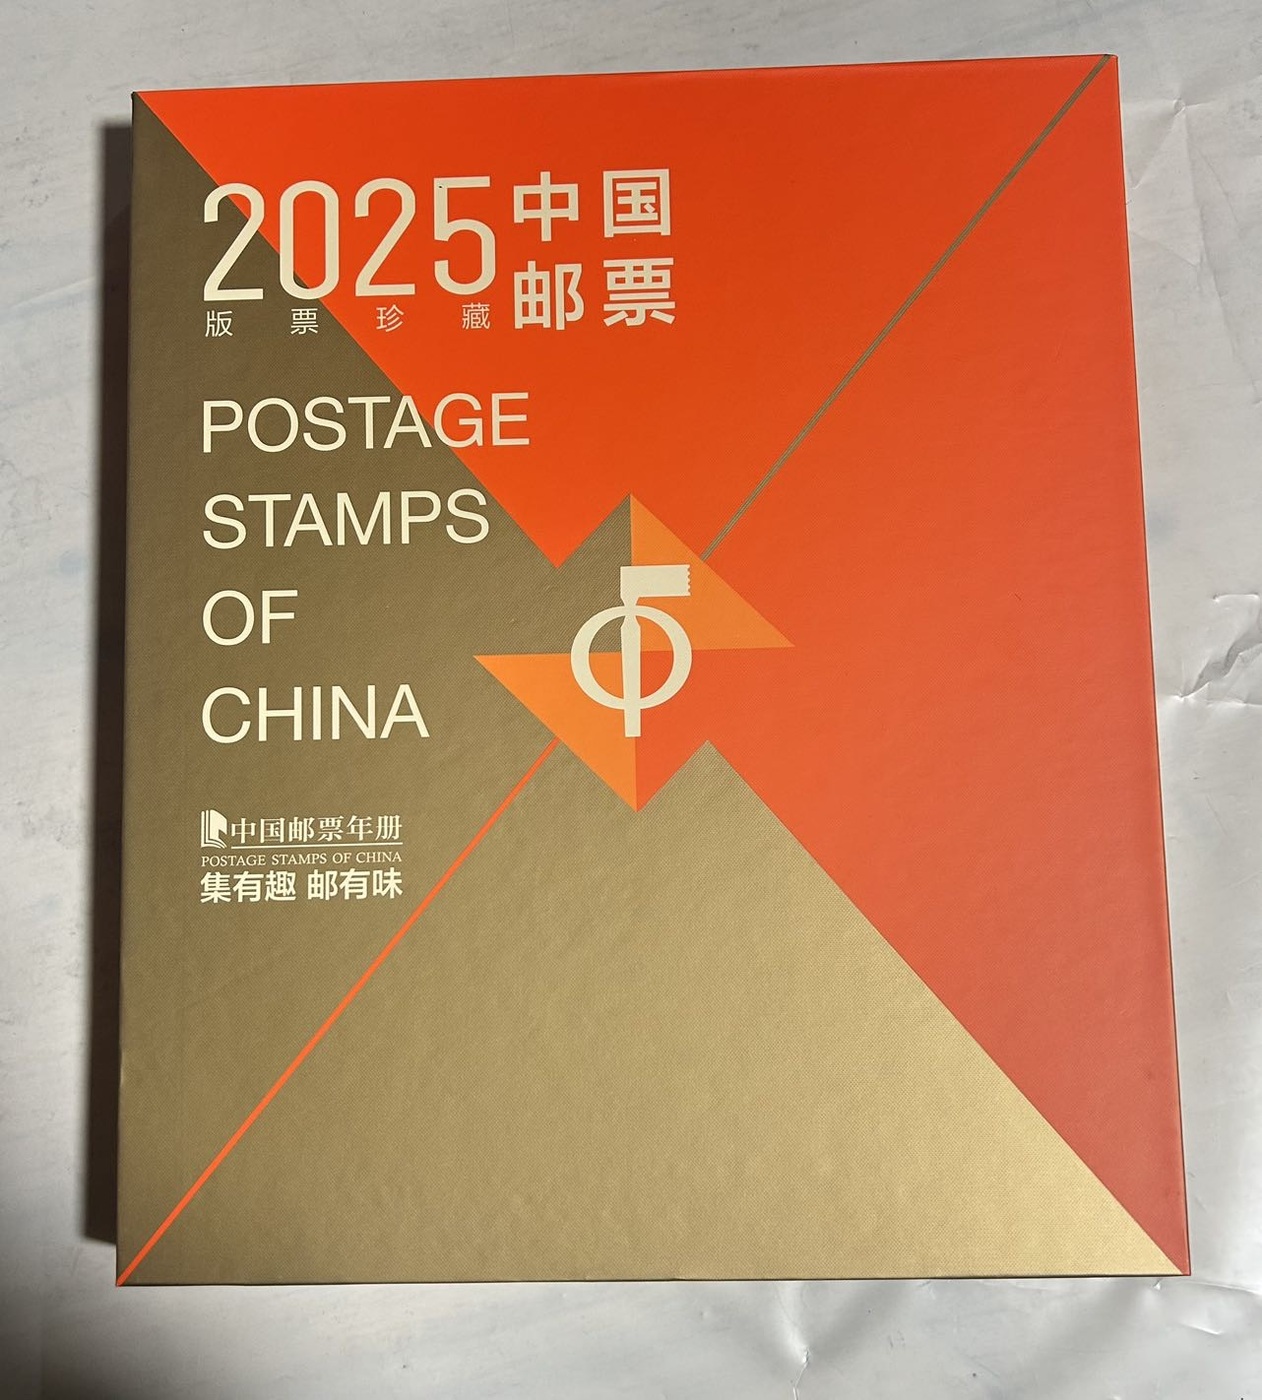 2025 中国
邮票
版票珍藏
POSTAGE
STAMPS
OF
CHINA
中国邮票年册
POSTAGE STAMPS OF CHINA
集有趣 邮有味